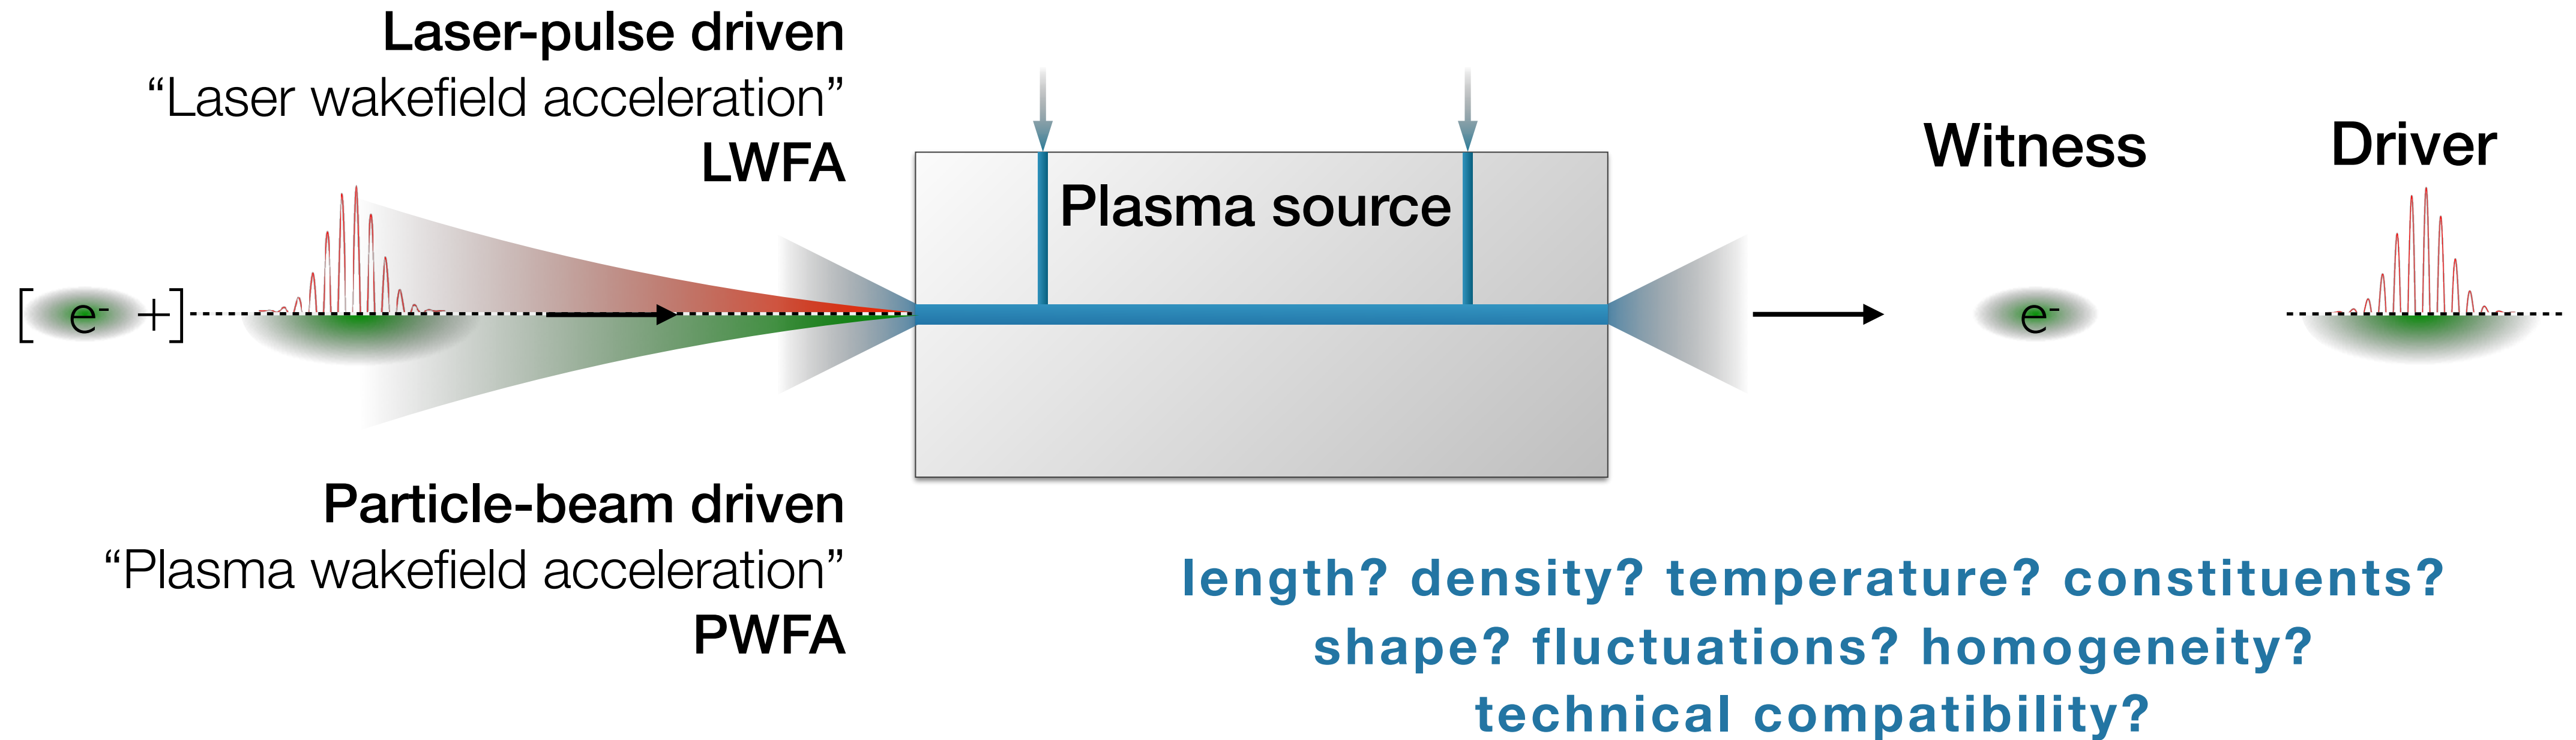 Laser-pulse driven
“Laser wakefield acceleration”
LWFA
Plasma source
Witness
Driver
[e⁻ +]
e⁻
Particle-beam driven
“Plasma wakefield acceleration”
PWFA
length? density? temperature? constituents?
shape? fluctuations? homogeneity?
technical compatibility?